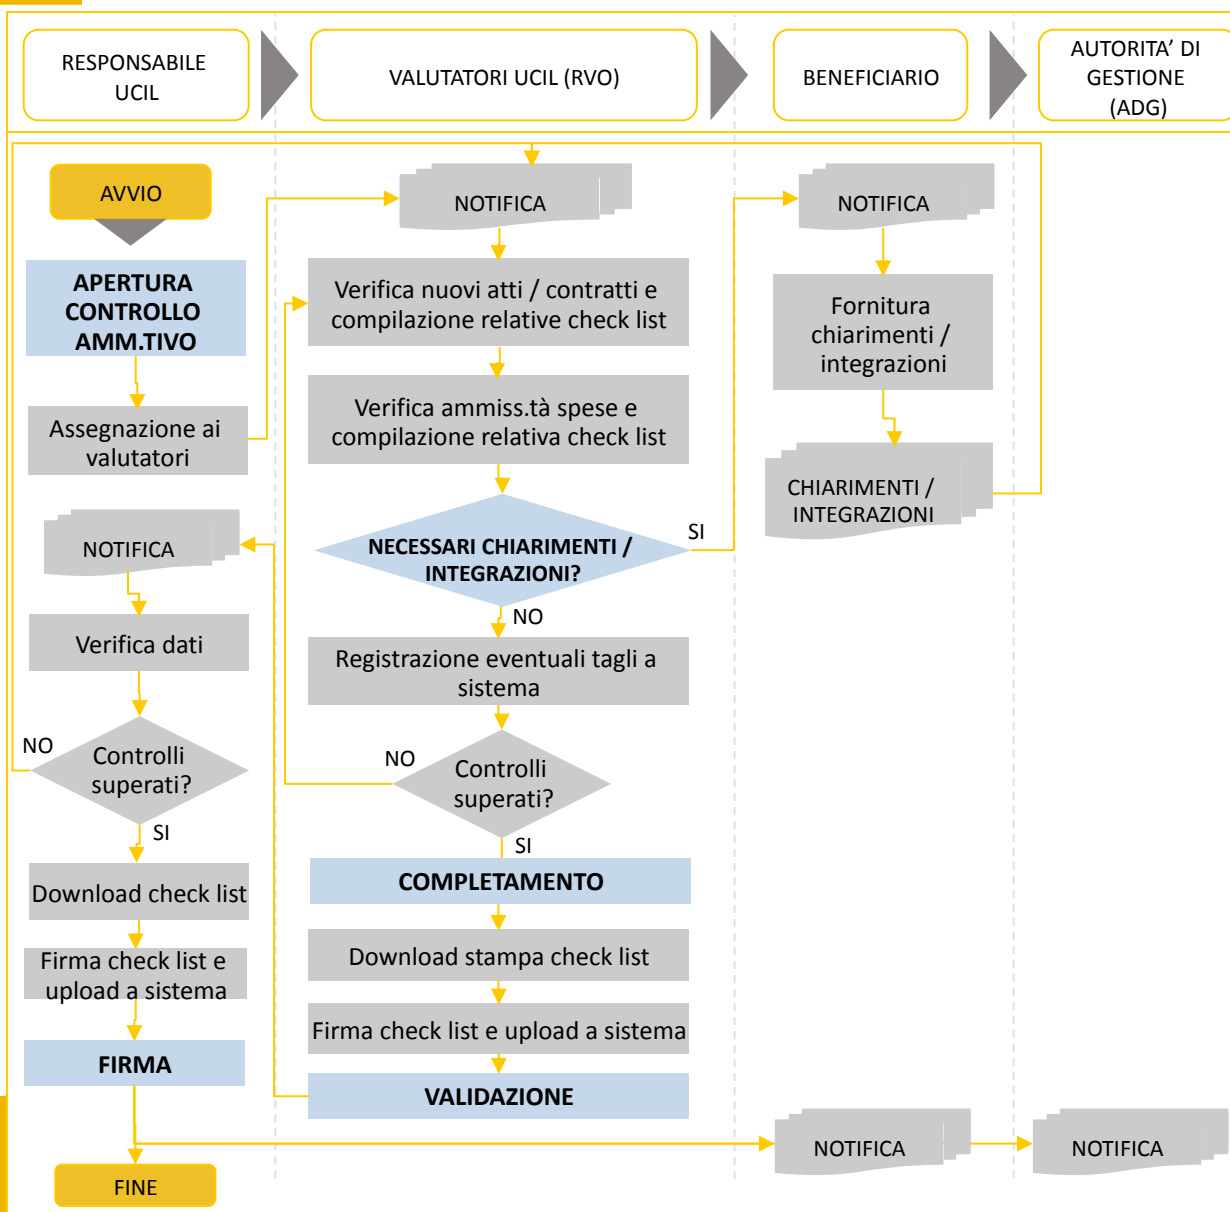 RESPONSABILE
UCIL
VALUTATORI UCIL (RVO)
BENEFICIARIO
AUTORITA’ DI
GESTIONE
(ADG)
AVVIO
APERTURA
CONTROLLO
AMM.TIVO
Assegnazione ai
valutatori
NOTIFICA
Verifica dati
NO
Controlli
superati?
SI
Download check list
Firma check list e
upload a sistema
FIRMA
FINE
NOTIFICA
Verifica nuovi atti / contratti e
compilazione relative check list
Verifica ammiss.tà spese e
compilazione relativa check list
NECESSARI CHIARIMENTI /
INTEGRAZIONI?
SI
NO
Registrazione eventuali tagli a
sistema
NO
Controlli
superati?
SI
COMPLETAMENTO
Download stampa check list
Firma check list e upload a sistema
VALIDAZIONE
NOTIFICA
Fornitura
chiarimenti /
integrazioni
CHIARIMENTI /
INTEGRAZIONI
NOTIFICA
NOTIFICA